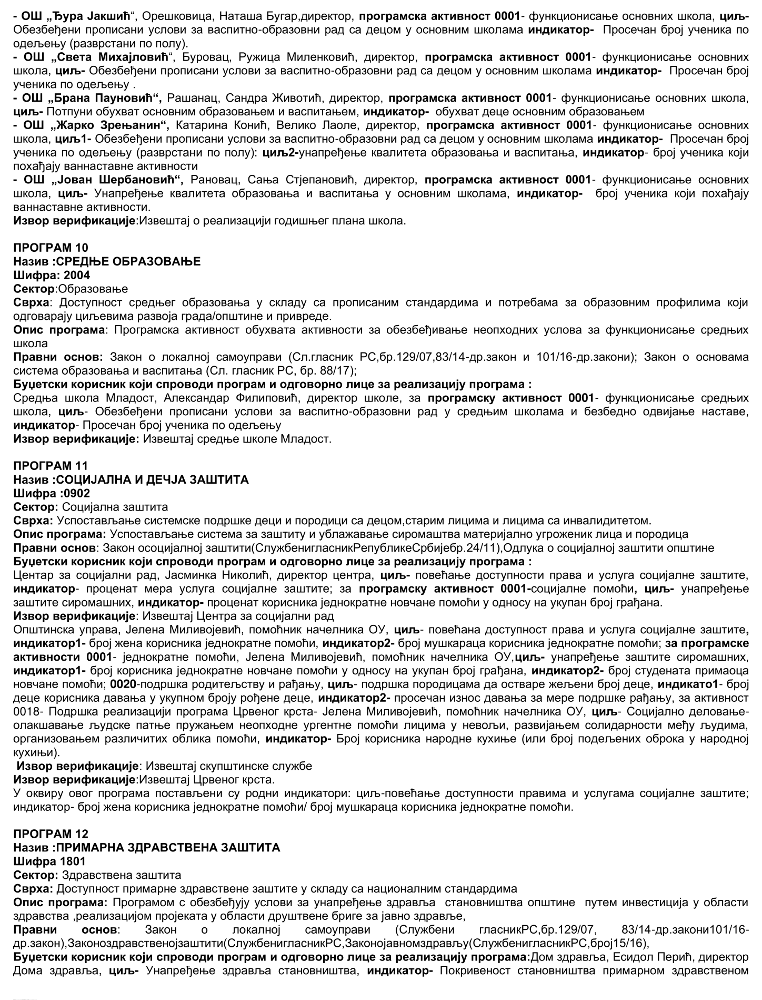 - ОШ „Ђура Јакшић“, Орешковица, Наташа Бугар,директор, програмска активност 0001- функционисање основних школа, циљ-
Обезбеђени прописани услови за васпитно-образовни рад са децом у основним школама индикатор- Просечан број ученика по
одељењу (разврстани по полу).
- ОШ „Света Михајловић“, Буровац, Ружица Миленковић, директор, програмска активност 0001- функционисање основних
школа, циљ- Обезбеђени прописани услови за васпитно-образовни рад са децом у основним школама индикатор- Просечан број
ученика по одељењу .
- ОШ „Брана Пауновић“, Рашанац, Сандра Животић, директор, програмска активност 0001- функционисање основних школа,
циљ- Потпуни обухват основним образовањем и васпитањем, индикатор- обухват деце основним образовањем
- ОШ „Жарко Зрењанин“, Катарина Конић, Велико Лаоле, директор, програмска активност 0001- функционисање основних
школа, циљ1- Обезбеђени прописани услови за васпитно-образовни рад са децом у основним школама индикатор- Просечан број
ученика по одељењу (разврстани по полу): циљ2-унапређење квалитета образовања и васпитања, индикатор- број ученика који
похађају ваннаставне активности
- ОШ „Јован Шербановић“, Рановац, Сања Стјепановић, директор, програмска активност 0001- функционисање основних
школа, циљ- Унапређење квалитета образовања и васпитања у основним школама, индикатор- број ученика који похађају
ваннаставне активности.
Извор верификације:Извештај о реализацији годишњег плана школа.
ПРОГРАМ 10
Назив :СРЕДЊЕ ОБРАЗОВАЊЕ
Шифра: 2004
Сектор:Образовање
Сврха: Доступност средњег образовања у складу са прописаним стандардима и потребама за образовним профилима који
одговарају циљевима развоја града/општине и привреде.
Опис програма: Програмска активност обухвата активности за обезбеђивање неопходних услова за функционисање средњих
школа
Правни основ: Закон о локалној самоуправи (Сл.гласник РС,бр.129/07,83/14-др.закон и 101/16-др.закони); Закон о основама
система образовања и васпитања (Сл. гласник РС, бр. 88/17);
Буџетски корисник који спроводи програм и одговорно лице за реализацију програма :
Средња школа Младост, Александар Филиповић, директор школе, за програмску активност 0001- функционисање средњих
школа, циљ- Обезбеђени прописани услови за васпитно-образовни рад у средњим школама и безбедно одвијање наставе,
индикатор- Просечан број ученика по одељењу
Извор верификације: Извештај средње школе Младост.
ПРОГРАМ 11
Назив :СОЦИЈАЛНА И ДЕЧЈА ЗАШТИТА
Шифра :0902
Сектор: Социјална заштита
Сврха: Успостављање системске подршке деци и породици са децом,старим лицима и лицима са инвалидитетом.
Опис програма: Успостављање система за заштиту и ублажавање сиромаштва материјално угроженик лица и породица
Правни основ: Закон осоцијалној заштити(СлужбенигласникРепубликеСрбијебр.24/11),Одлука о социјалној заштити општине
Буџетски корисник који спроводи програм и одговорно лице за реализацију програма :
Центар за социјални рад, Јасминка Николић, директор центра, циљ- повећање доступности права и услуга социјалне заштите,
индикатор- проценат мера услуга социјалне заштите; за програмску активност 0001-социјалне помоћи, циљ- унапређење
заштите сиромашних, индикатор- проценат корисника једнократне новчане помоћи у односу на укупан број грађана.
Извор верификације: Извештај Центра за социјални рад
Општинска управа, Јелена Миливојевић, помоћник начелника ОУ, циљ- повећана доступност права и услуга социјалне заштите,
индикатор1- број жена корисника једнократне помоћи, индикатор2- број мушкараца корисника једнократне помоћи; за програмске
активности 0001- једнократне помоћи, Јелена Миливојевић, помоћник начелника ОУ,циљ- унапређење заштите сиромашних,
индикатор1- број корисника једнократне новчане помоћи у односу на укупан број грађана, индикатор2- број студената примаоца
новчане помоћи; 0020-подршка родитељству и рађању, циљ- подршка породицама да остваре жељени број деце, индикато1- број
деце корисника давања у укупном броју рођене деце, индикатор2- просечан износ давања за мере подршке рађању, за активност
0018- Подршка реализацији програма Црвеног крста- Јелена Миливојевић, помоћник начелника ОУ, циљ- Социјално деловање-
олакшавање људске патње пружањем неопходне ургентне помоћи лицима у невољи, развијањем солидарности међу људима,
организовањем различитих облика помоћи, индикатор- Број корисника народне кухиње (или број подељених оброка у народној
кухињи).
Извор верификације: Извештај скупштинске службе
Извор верификације:Извештај Црвеног крста.
У оквиру овог програма постављени су родни индикатори: циљ-повећање доступности правима и услугама социјалне заштите;
индикатор- број жена корисника једнократне помоћи/ број мушкараца корисника једнократне помоћи.
ПРОГРАМ 12
Назив :ПРИМАРНА ЗДРАВСТВЕНА ЗАШТИТА
Шифра 1801
Сектор: Здравствена заштита
Сврха: Доступност примарне здравствене заштите у складу са националним стандардима
Опис програма: Програмом с обезбеђују услови за унапређење здравља становништва општине путем инвестиција у области
здравства ,реализацијом пројеката у области друштвене бриге за јавно здравље,
Правни основ: Закон о локалној самоуправи (Службени гласникРС,бр.129/07, 83/14-др.закони101/16-
др.закон),Законоздравственојзаштити(СлужбенигласникРС,Законојавномздрављу(СлужбенигласникРС,број15/16),
Буџетски корисник који спроводи програм и одговорно лице за реализацију програма:Дом здравља, Есидол Перић, директор
Дома здравља, циљ- Унапређење здравља становништва, индикатор- Покривеност становништва примарном здравственом